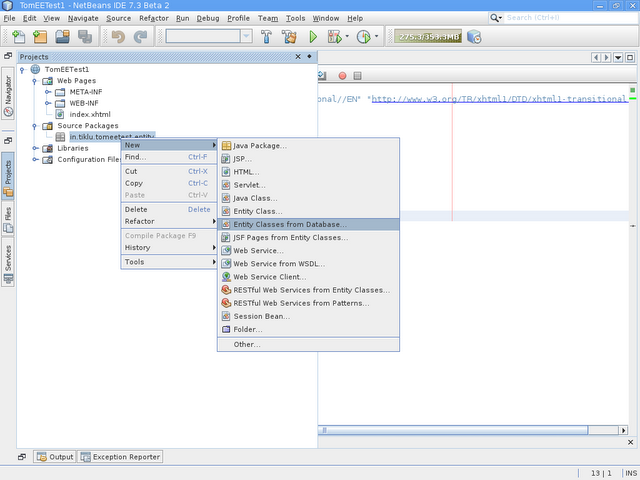 TomEETest1 - NetBeans IDE 7.3 Beta 2
File Edit View Navigate Source Refactor Run Debug Profile Team Tools Window Help
Search (Ctrl+I)
275.3/353.3MB
Projects
Navigator
Projects
Files
Services
TomEETest1
Web Pages
META-INF
WEB-INF
index.xhtml
Source Packages
in.tiklu.tomeetest.entity
Libraries
Configuration Files
New
Find... Ctrl-F
Cut Ctrl-X
Copy Ctrl-C
Paste Ctrl-V
Delete Delete
Refactor
Compile Package F9
History
Tools
Java Package...
JSP...
HTML...
Servlet...
Java Class...
Entity Class...
Entity Classes from Database...
JSF Pages from Entity Classes...
Web Service...
Web Service from WSDL...
Web Service Client...
RESTful Web Services from Entity Classes...
RESTful Web Services from Patterns...
Session Bean...
Folder...
Other...
onal//EN" "http://www.w3.org/TR/xhtml1/DTD/xhtml1-transitional
Output
Exception Reporter
13 | 1 INS